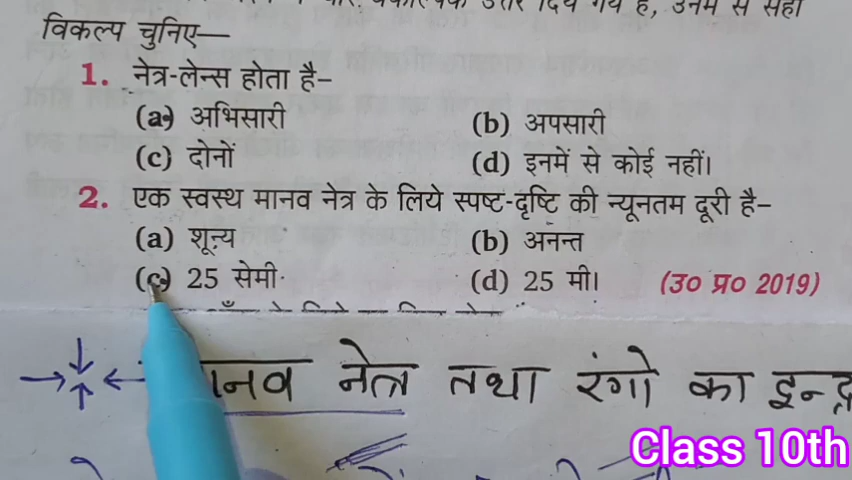 विकल्प चुनिए—
1. नेत्र-लेन्स होता है–
(a) अभिसारी (b) अपसारी
(c) दोनों (d) इनमें से कोई नहीं।
2. एक स्वस्थ मानव नेत्र के लिये स्पष्ट-दृष्टि की न्यूनतम दूरी है–
(a) शून्य (b) अनन्त
(c) 25 सेमी (d) 25 मी। (उ० प्र० 2019)
नेत्र तथा रंगो का
Class 10th